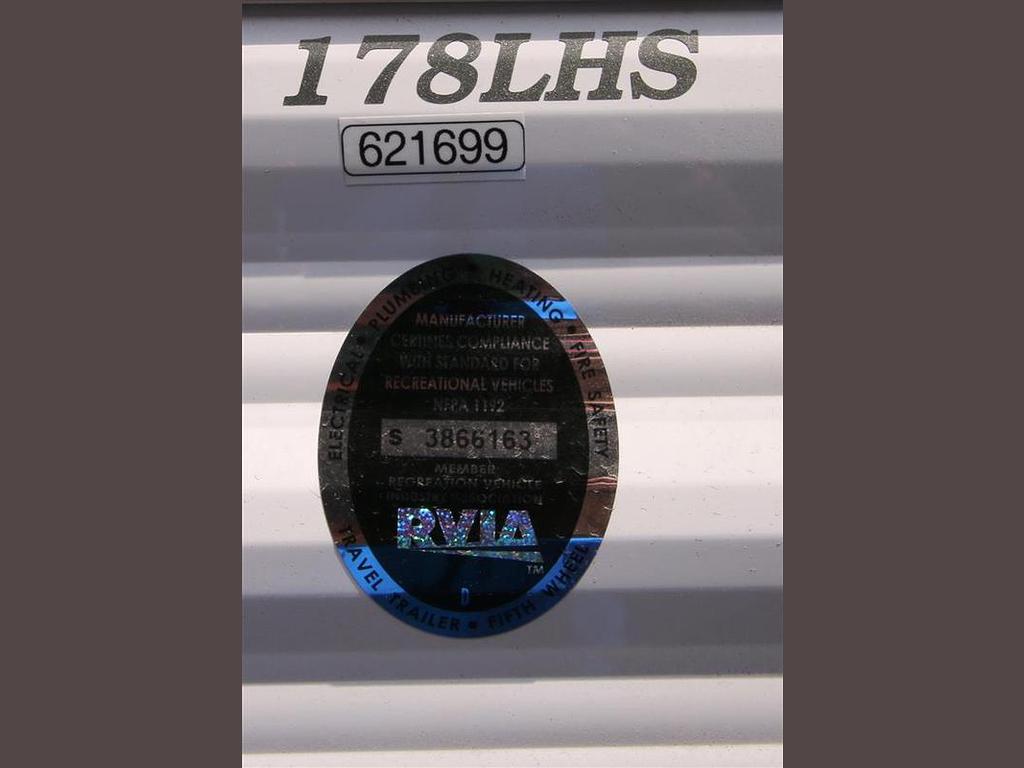 178LHS
621699
ELECTRICAL • PLUMBING • HEATING • FIRE SAFETY
MANUFACTURER
CERTIFIES COMPLIANCE
WITH STANDARD FOR
RECREATIONAL VEHICLES
NFPA 1192
S 3866163
MEMBER
RECREATION VEHICLE
INDUSTRY ASSOCIATION
RVIA
TM
D
TRAVEL TRAILER • FIFTH WHEEL